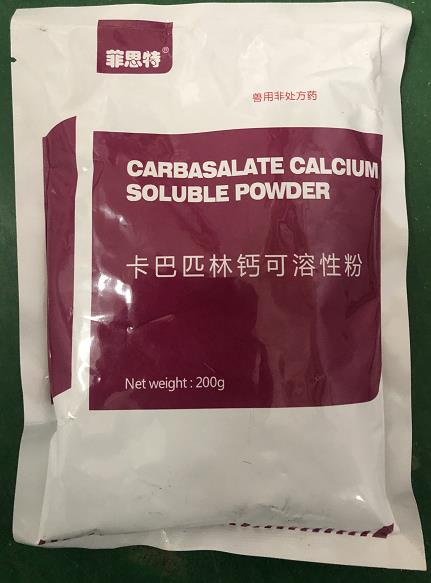 菲思特®
兽用非处方药
CARBASALATE CALCIUM
SOLUBLE POWDER
卡巴匹林钙可溶性粉
Net weight : 200g